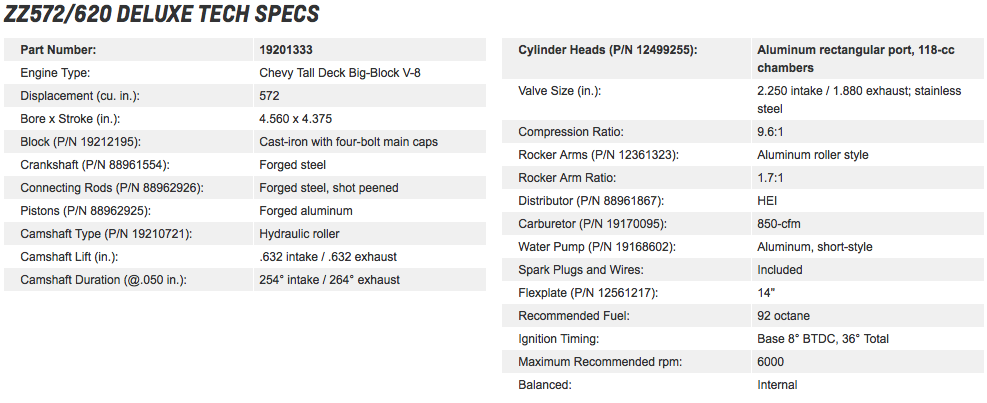 ZZ572/620 DELUXE TECH SPECS
Part Number: 19201333
Engine Type: Chevy Tall Deck Big-Block V-8
Displacement (cu. in.): 572
Bore x Stroke (in.): 4.560 x 4.375
Block (P/N 19212195): Cast-iron with four-bolt main caps
Crankshaft (P/N 88961554): Forged steel
Connecting Rods (P/N 88962926): Forged steel, shot peened
Pistons (P/N 88962925): Forged aluminum
Camshaft Type (P/N 19210721): Hydraulic roller
Camshaft Lift (in.): .632 intake / .632 exhaust
Camshaft Duration (@.050 in.): 254° intake / 264° exhaust
Cylinder Heads (P/N 12499255): Aluminum rectangular port, 118-cc
chambers
Valve Size (in.): 2.250 intake / 1.880 exhaust; stainless
steel
Compression Ratio: 9.6:1
Rocker Arms (P/N 12361323): Aluminum roller style
Rocker Arm Ratio: 1.7:1
Distributor (P/N 88961867): HEI
Carburetor (P/N 19170095): 850-cfm
Water Pump (P/N 19168602): Aluminum, short-style
Spark Plugs and Wires: Included
Flexplate (P/N 12561217): 14"
Recommended Fuel: 92 octane
Ignition Timing: Base 8° BTDC, 36° Total
Maximum Recommended rpm: 6000
Balanced: Internal